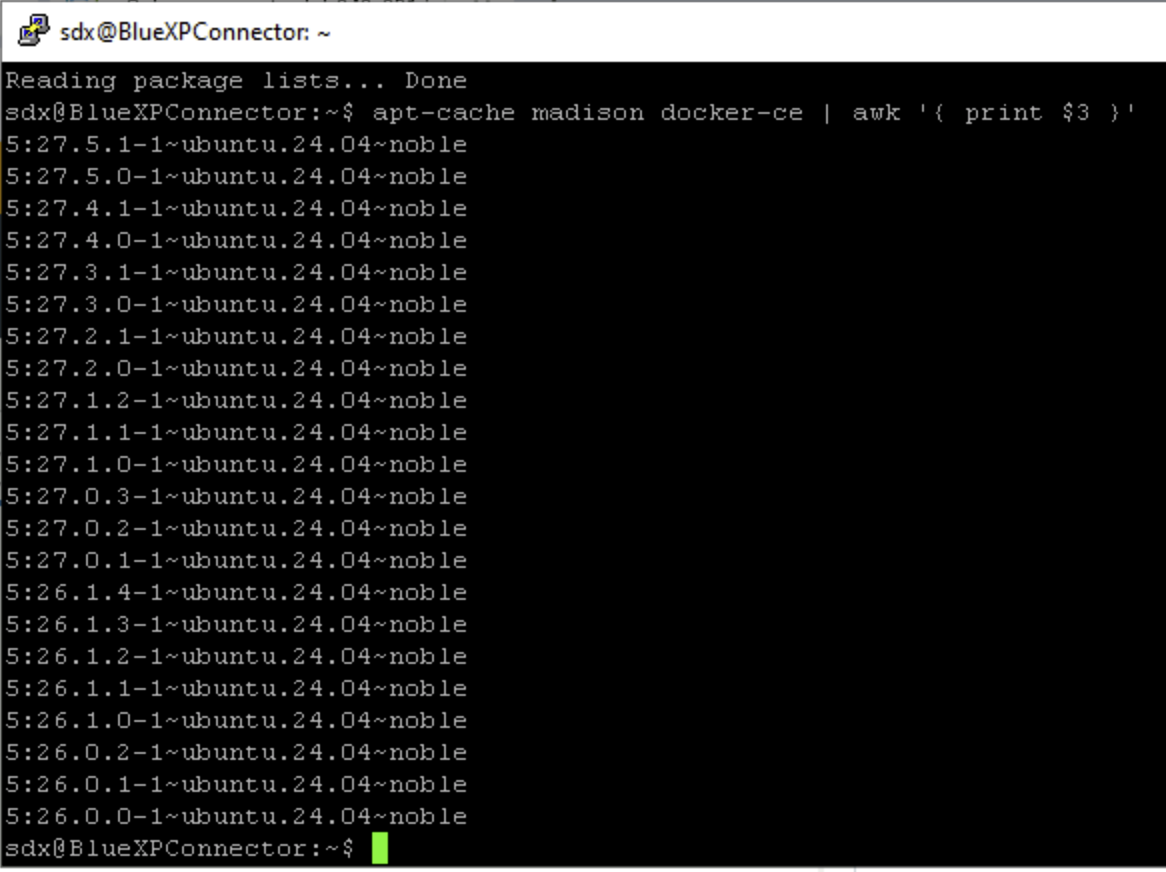 sdx@BlueXPConnector: ~
Reading package lists... Done
sdx@BlueXPConnector:~$ apt-cache madison docker-ce | awk '{ print $3 }'
5:27.5.1-1~ubuntu.24.04~noble
5:27.5.0-1~ubuntu.24.04~noble
5:27.4.1-1~ubuntu.24.04~noble
5:27.4.0-1~ubuntu.24.04~noble
5:27.3.1-1~ubuntu.24.04~noble
5:27.3.0-1~ubuntu.24.04~noble
5:27.2.1-1~ubuntu.24.04~noble
5:27.2.0-1~ubuntu.24.04~noble
5:27.1.2-1~ubuntu.24.04~noble
5:27.1.1-1~ubuntu.24.04~noble
5:27.1.0-1~ubuntu.24.04~noble
5:27.0.3-1~ubuntu.24.04~noble
5:27.0.2-1~ubuntu.24.04~noble
5:27.0.1-1~ubuntu.24.04~noble
5:26.1.4-1~ubuntu.24.04~noble
5:26.1.3-1~ubuntu.24.04~noble
5:26.1.2-1~ubuntu.24.04~noble
5:26.1.1-1~ubuntu.24.04~noble
5:26.1.0-1~ubuntu.24.04~noble
5:26.0.2-1~ubuntu.24.04~noble
5:26.0.1-1~ubuntu.24.04~noble
5:26.0.0-1~ubuntu.24.04~noble
sdx@BlueXPConnector:~$